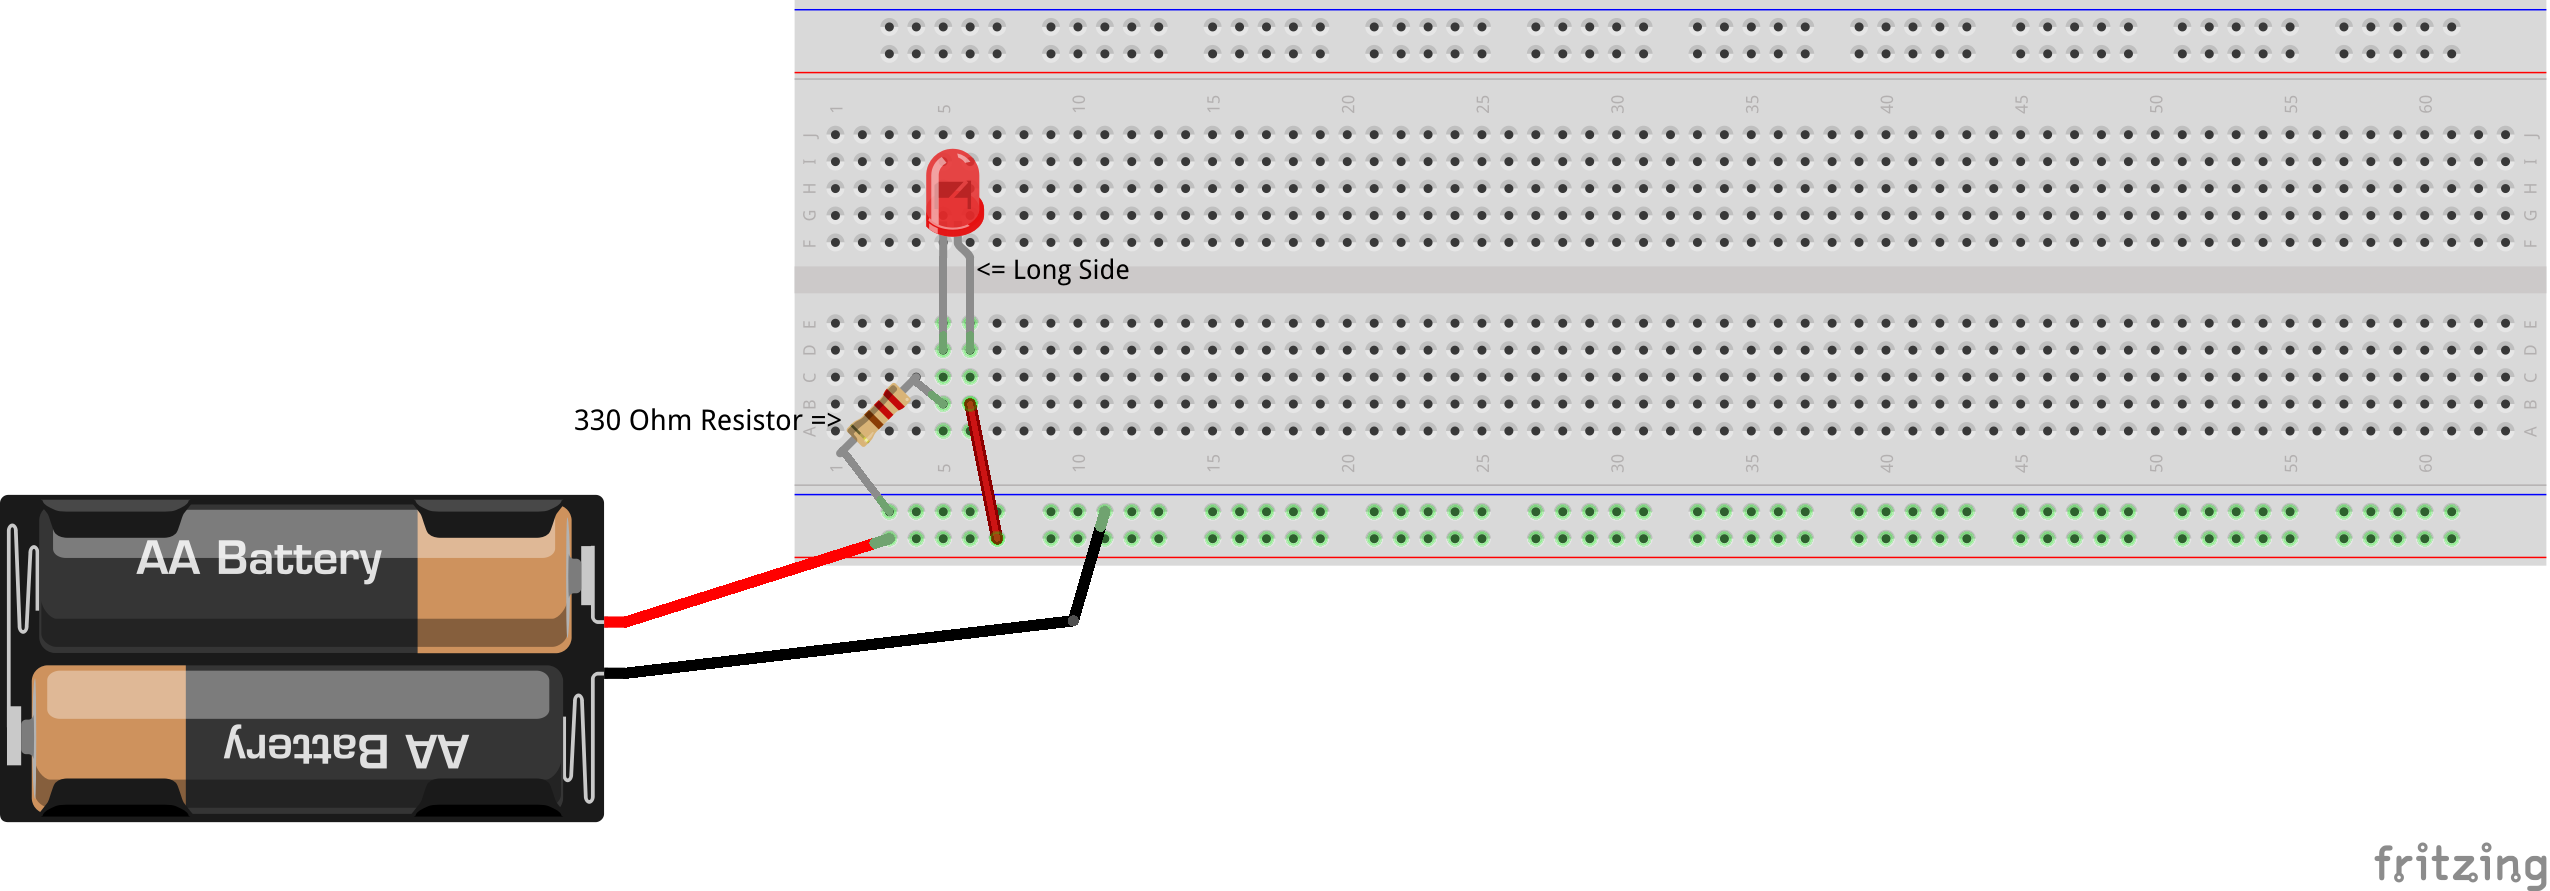 1 5 10 15 20 25 30 35 40 45 50 55 60
J J
I I
H H
G G
F F
<= Long Side
E E
D D
C C
B B
330 Ohm Resistor =>
A A
1 5 10 15 20 25 30 35 40 45 50 55 60
AA Battery
AA Battery
fritzing